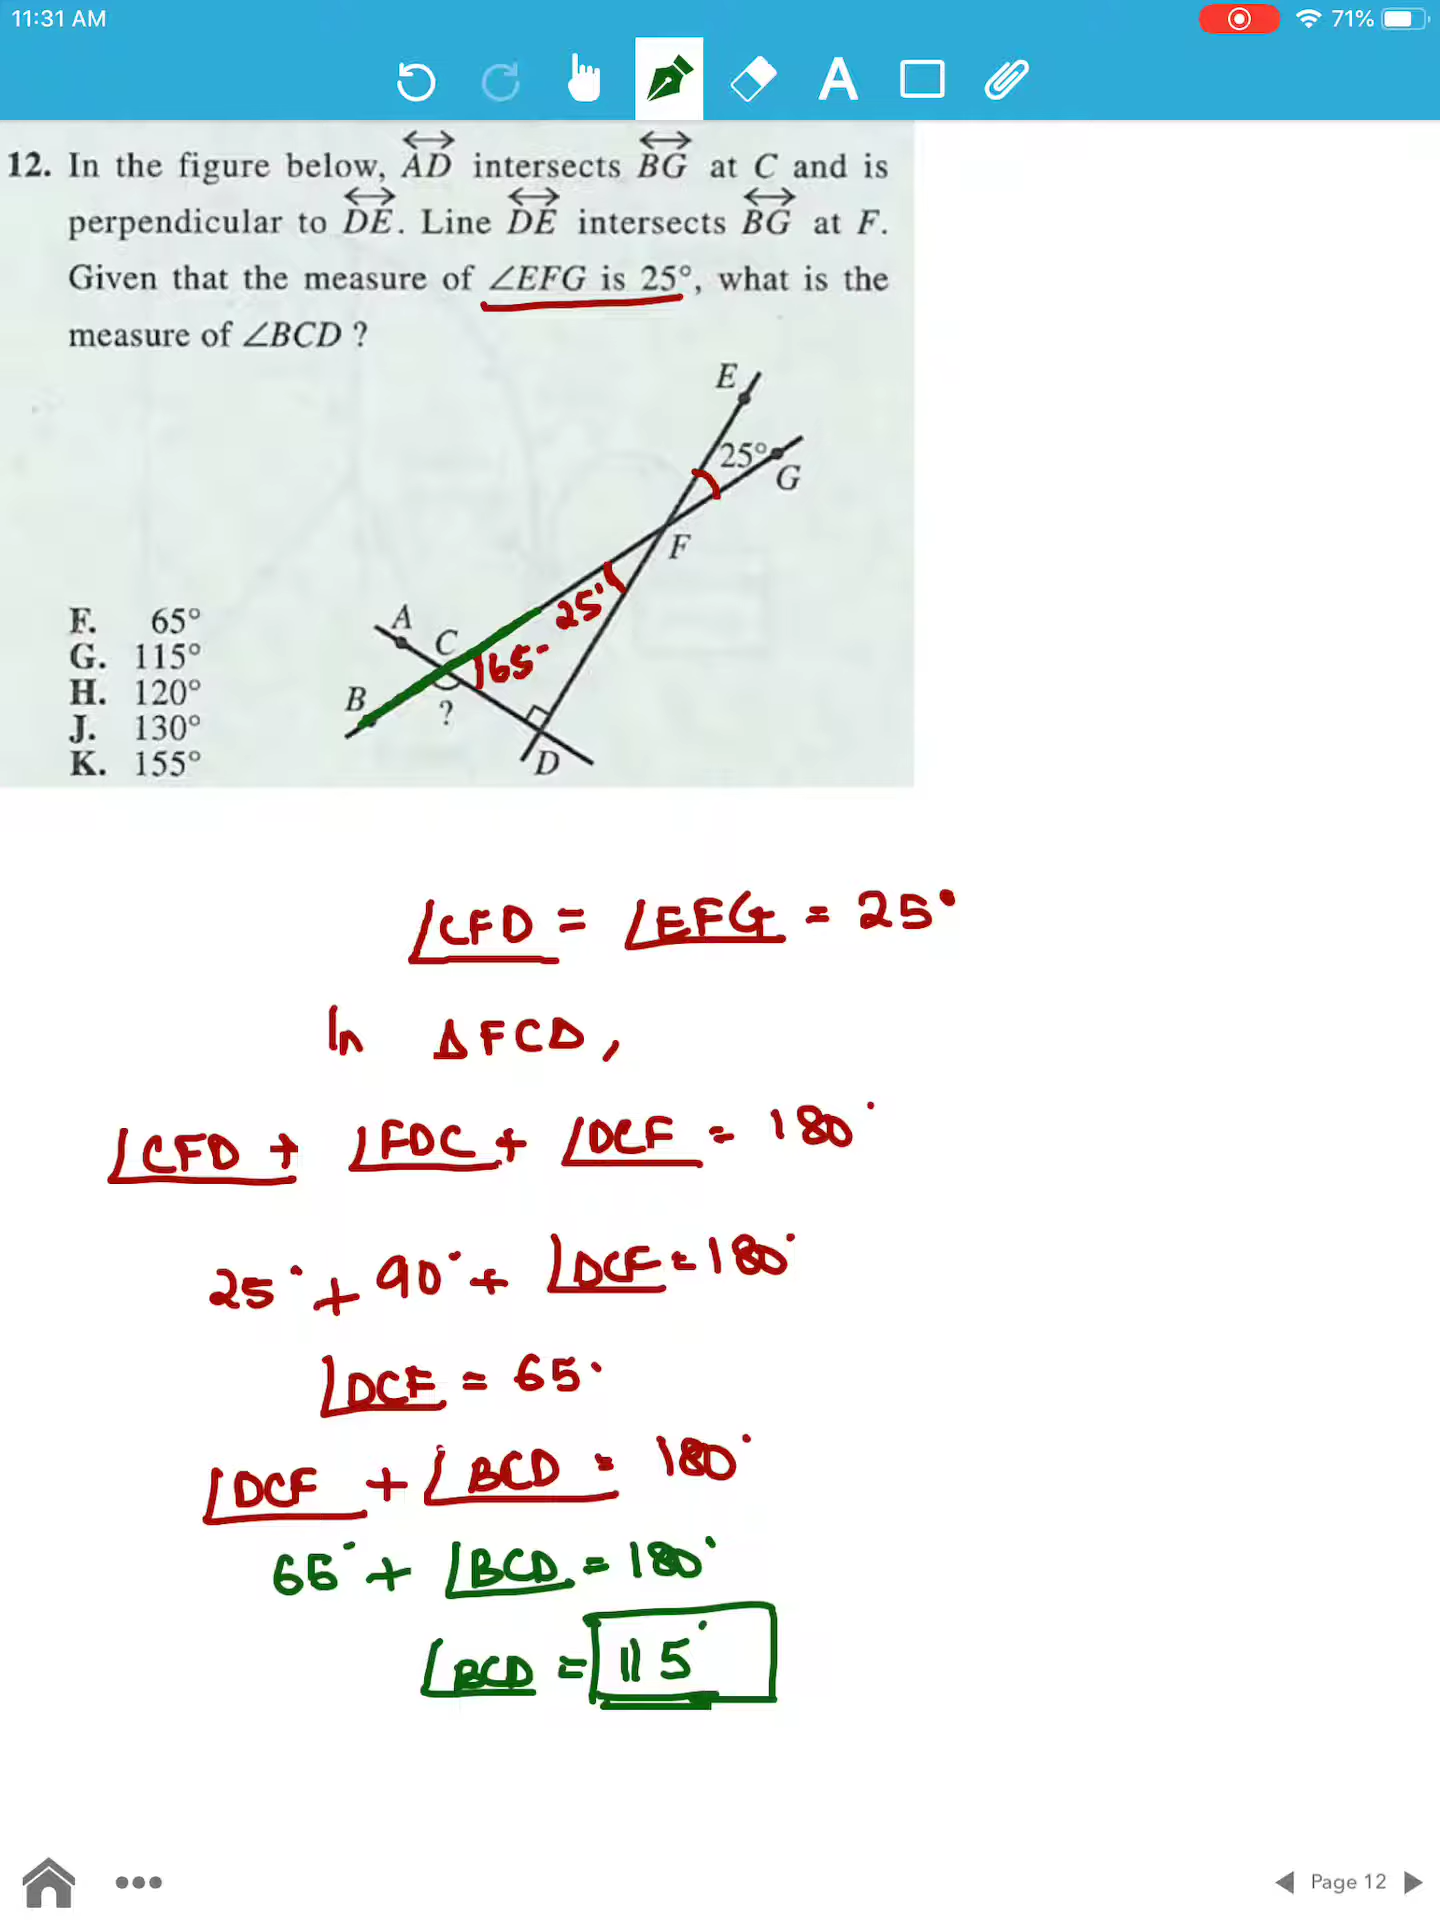 11:31 AM
71%
A
12. In the figure below, AD intersects BG at C and is
perpendicular to DE. Line DE intersects BG at F.
Given that the measure of ∠EFG is 25°, what is the
measure of ∠BCD ?
E
25°
G
F
A
C
25°
65°
B
?
D
F. 65°
G. 115°
H. 120°
J. 130°
K. 155°
∠CFD = ∠EFG = 25°
In ΔFCD,
∠CFD + ∠FDC + ∠DCF = 180°
25° + 90° + ∠DCF = 180°
∠DCF = 65°
∠DCF + ∠BCD = 180°
65° + ∠BCD = 180°
∠BCD = 115°
Page 12